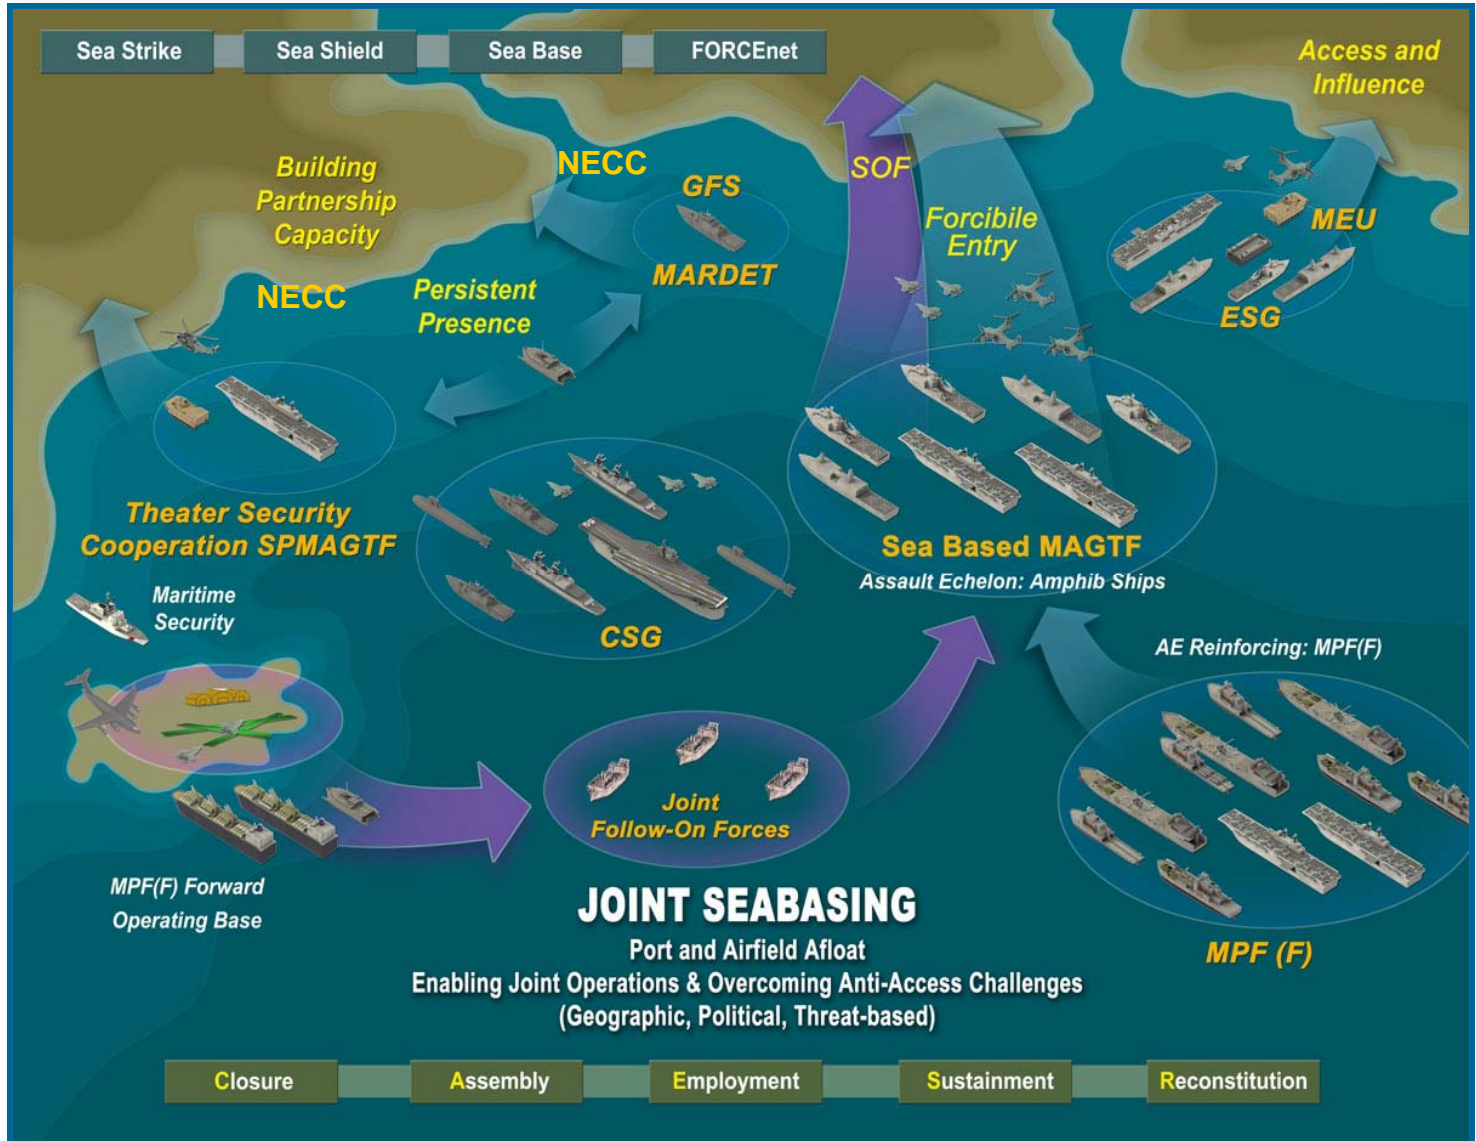 Sea Strike
Sea Shield
Sea Base
FORCEnet
Access and
Influence
Building
Partnership
Capacity
NECC
GFS
MARDET
SOF
Forcibile
Entry
MEU
ESG
NECC
Persistent
Presence
Theater Security
Cooperation SPMAGTF
Maritime
Security
CSG
Sea Based MAGTF
Assault Echelon: Amphib Ships
AE Reinforcing: MPF(F)
Joint
Follow-On Forces
MPF(F) Forward
Operating Base
MPF (F)
JOINT SEABASING
Port and Airfield Afloat
Enabling Joint Operations & Overcoming Anti-Access Challenges
(Geographic, Political, Threat-based)
Closure
Assembly
Employment
Sustainment
Reconstitution